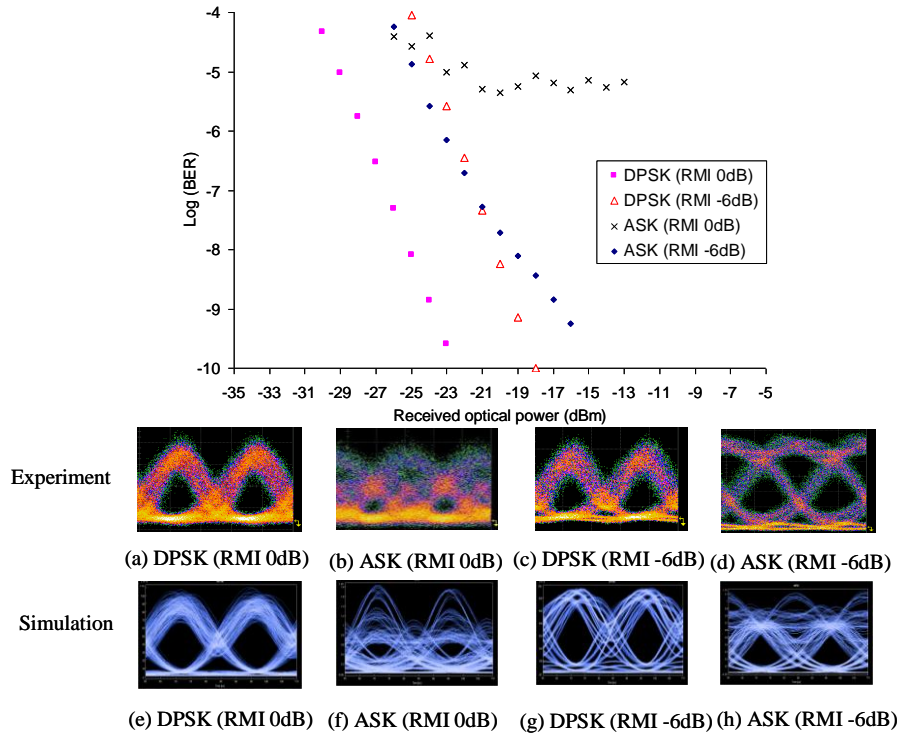 -4
-5
-6
-7
-8
-9
-10
Log (BER)
DPSK (RMI 0dB)
DPSK (RMI -6dB)
ASK (RMI 0dB)
ASK (RMI -6dB)
-35 -33 -31 -29 -27 -25 -23 -21 -19 -17 -15 -13 -11 -9 -7 -5
Received optical power (dBm)
Experiment
(a) DPSK (RMI 0dB) (b) ASK (RMI 0dB) (c) DPSK (RMI -6dB) (d) ASK (RMI -6dB)
Simulation
(e) DPSK (RMI 0dB) (f) ASK (RMI 0dB) (g) DPSK (RMI -6dB) (h) ASK (RMI -6dB)